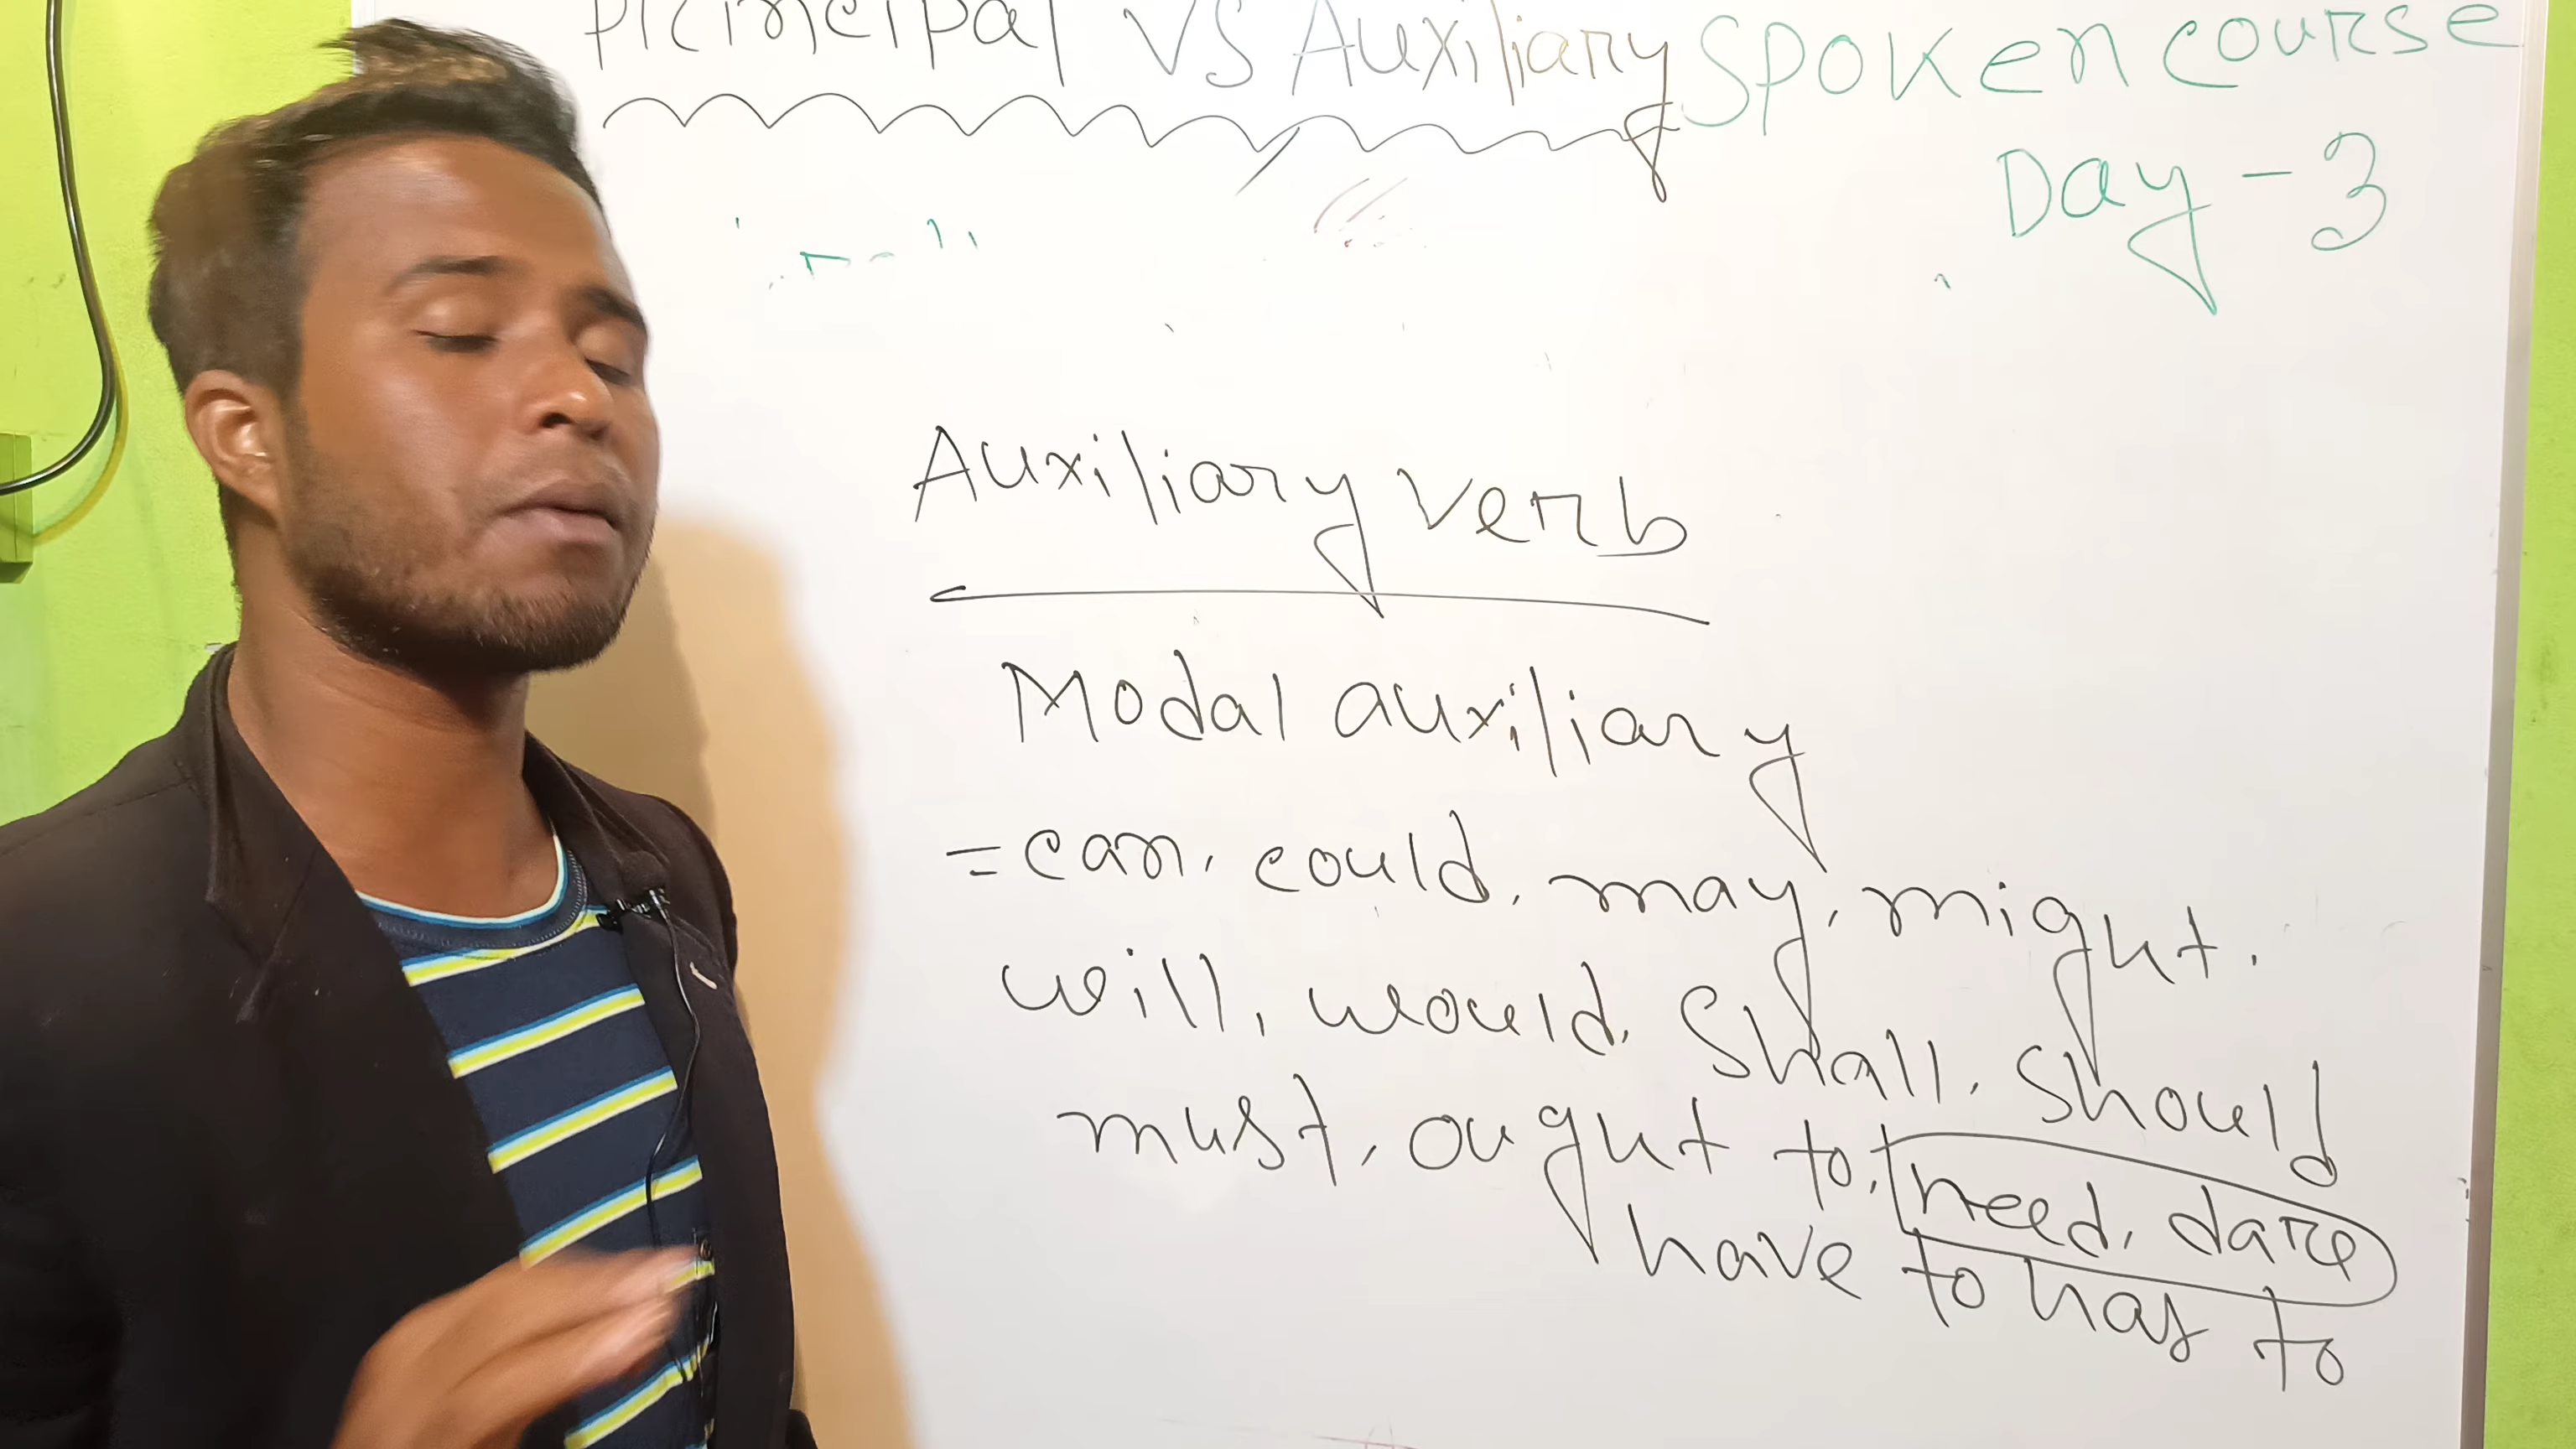 Principal VS Auxiliary
Spoken course
Day - 3
Auxiliary verb
Modal auxiliary
= can, could, may, might.
will, would, shall, should
must, ought to, need, dare
have to has to